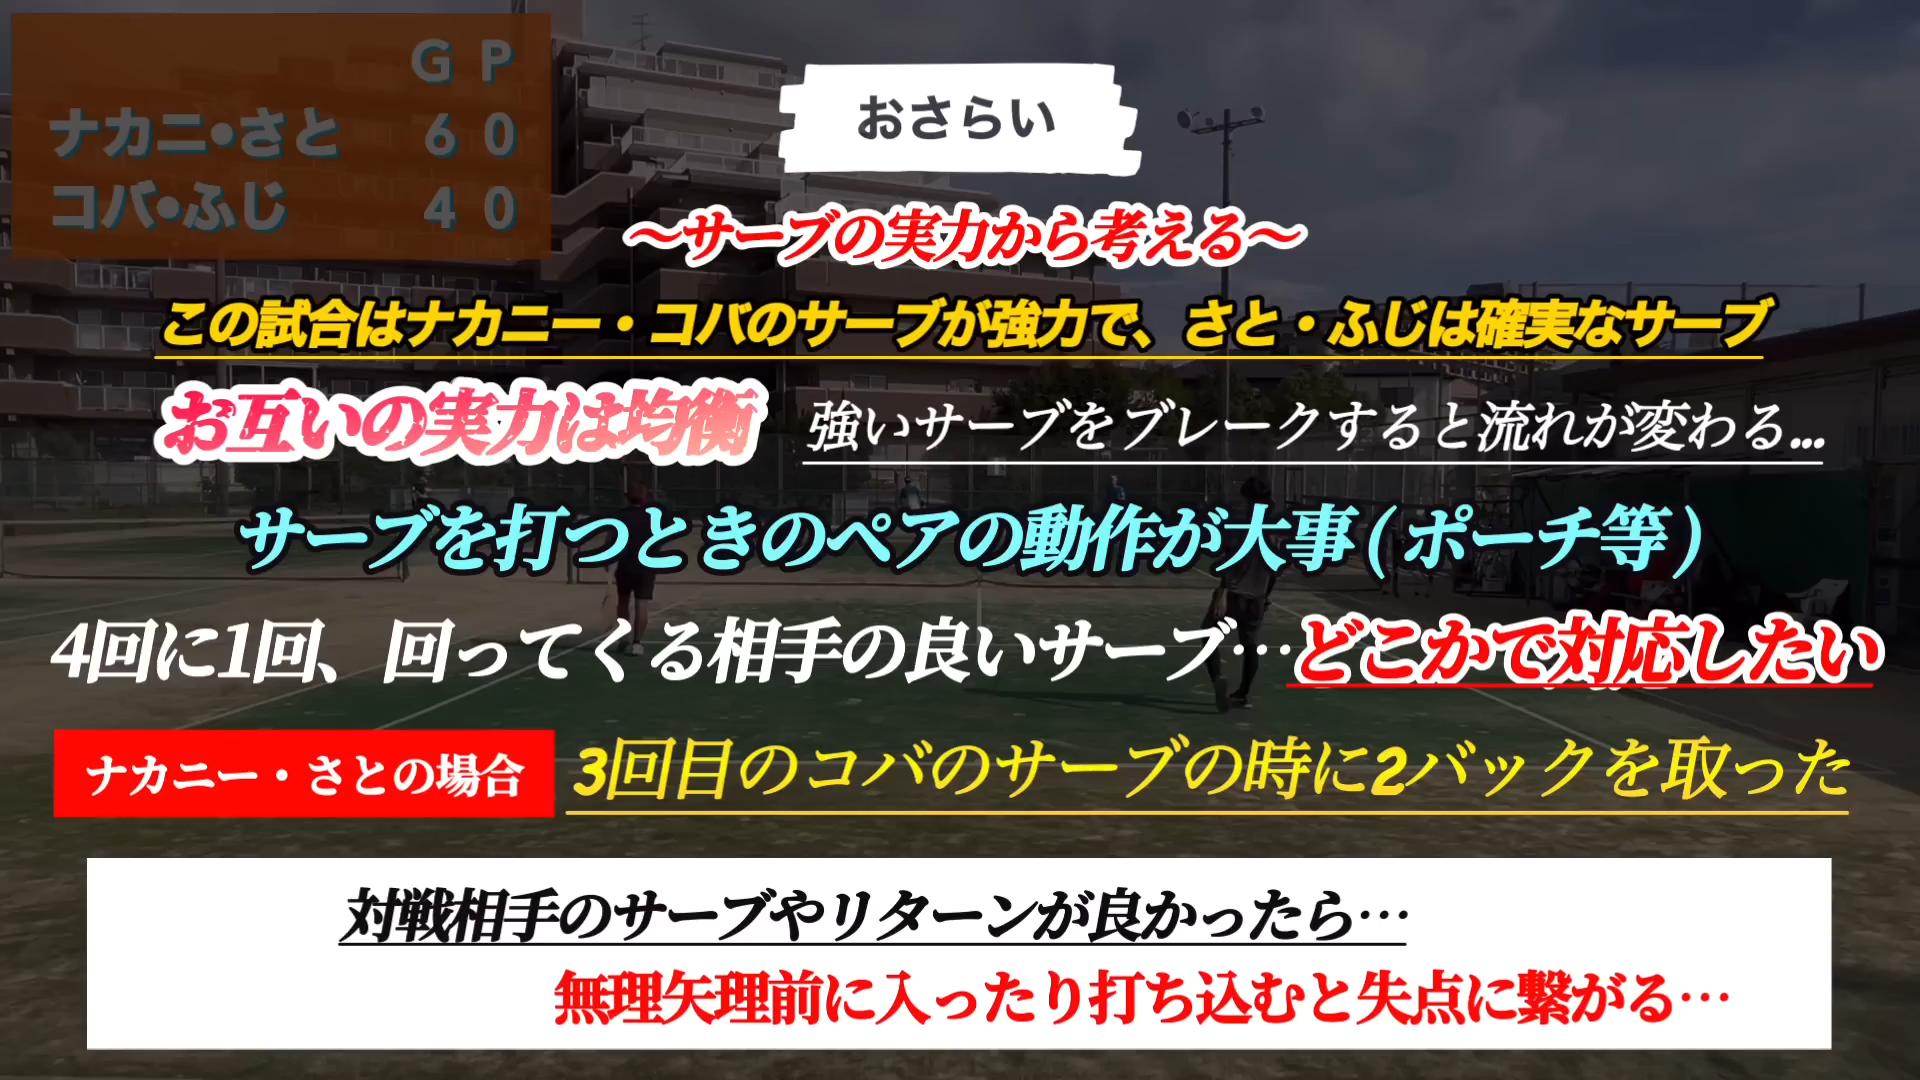 G P
ナカニ•さと 6 0
コバ•ふじ 4 0
おさらい
〜サーブの実力から考える〜
この試合はナカニー・コバのサーブが強力で、さと・ふじは確実なサーブ
お互いの実力は均衡 強いサーブをブレークすると流れが変わる...
サーブを打つときのペアの動作が大事(ポーチ等)
4回に1回、回ってくる相手の良いサーブ…どこかで対応したい
ナカニー・さとの場合 3回目のコバのサーブの時に2バックを取った
対戦相手のサーブやリターンが良かったら…
無理矢理前に入ったり打ち込むと失点に繋がる…